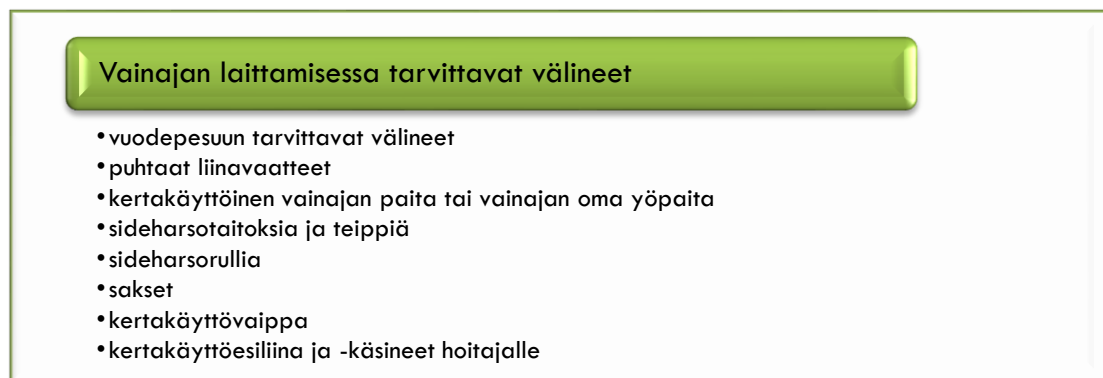 Vainajan laittamisessa tarvittavat välineet
•vuodepesuun tarvittavat välineet
•puhtaat liinavaatteet
•kertakäyttöinen vainajan paita tai vainajan oma yöpaita
•sideharsotaitoksia ja teippiä
•sideharsorullia
•sakset
•kertakäyttövaippa
•kertakäyttöesiliina ja -käsineet hoitajalle